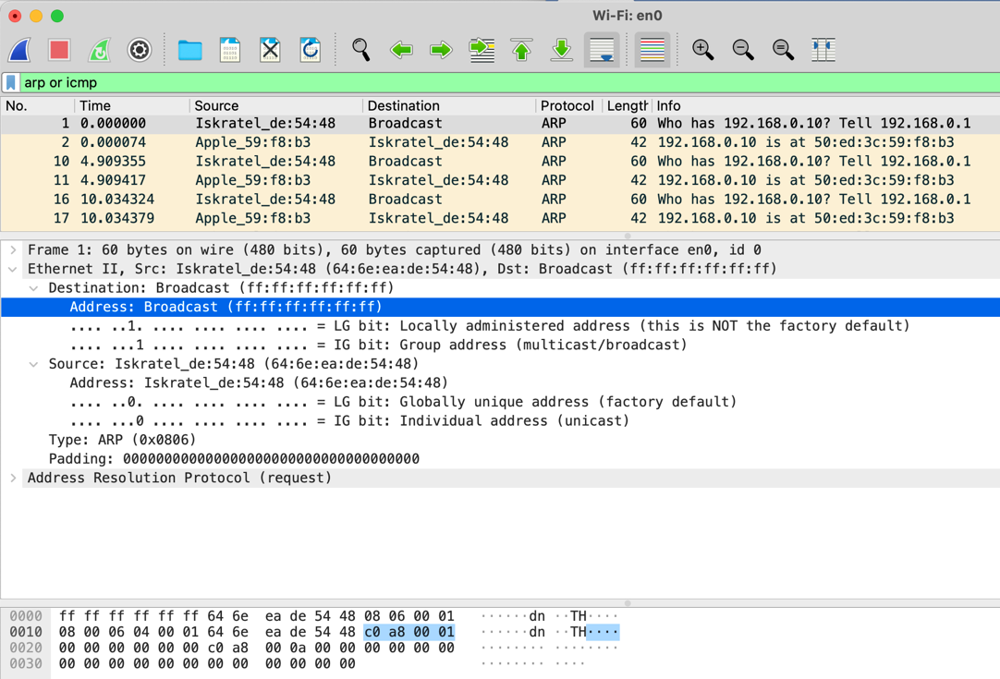 Wi-Fi: en0
arp or icmp
No. Time Source Destination Protocol Length Info
1 0.000000 Iskratel_de:54:48 Broadcast ARP 60 Who has 192.168.0.10? Tell 192.168.0.1
2 0.000074 Apple_59:f8:b3 Iskratel_de:54:48 ARP 42 192.168.0.10 is at 50:ed:3c:59:f8:b3
10 4.909355 Iskratel_de:54:48 Broadcast ARP 60 Who has 192.168.0.10? Tell 192.168.0.1
11 4.909417 Apple_59:f8:b3 Iskratel_de:54:48 ARP 42 192.168.0.10 is at 50:ed:3c:59:f8:b3
16 10.034324 Iskratel_de:54:48 Broadcast ARP 60 Who has 192.168.0.10? Tell 192.168.0.1
17 10.034379 Apple_59:f8:b3 Iskratel_de:54:48 ARP 42 192.168.0.10 is at 50:ed:3c:59:f8:b3
Frame 1: 60 bytes on wire (480 bits), 60 bytes captured (480 bits) on interface en0, id 0
Ethernet II, Src: Iskratel_de:54:48 (64:6e:ea:de:54:48), Dst: Broadcast (ff:ff:ff:ff:ff:ff)
Destination: Broadcast (ff:ff:ff:ff:ff:ff)
Address: Broadcast (ff:ff:ff:ff:ff:ff)
.... ..1. .... .... .... .... = LG bit: Locally administered address (this is NOT the factory default)
.... ...1 .... .... .... .... = IG bit: Group address (multicast/broadcast)
Source: Iskratel_de:54:48 (64:6e:ea:de:54:48)
Address: Iskratel_de:54:48 (64:6e:ea:de:54:48)
.... ..0. .... .... .... .... = LG bit: Globally unique address (factory default)
.... ...0 .... .... .... .... = IG bit: Individual address (unicast)
Type: ARP (0x0806)
Padding: 000000000000000000000000000000000000
Address Resolution Protocol (request)
0000 ff ff ff ff ff ff 64 6e ea de 54 48 08 06 00 01 ······dn ··TH····
0010 08 00 06 04 00 01 64 6e ea de 54 48 c0 a8 00 01 ······dn ··TH····
0020 00 00 00 00 00 00 c0 a8 00 0a 00 00 00 00 00 00 ········ ········
0030 00 00 00 00 00 00 00 00 00 00 00 00 ········ ····